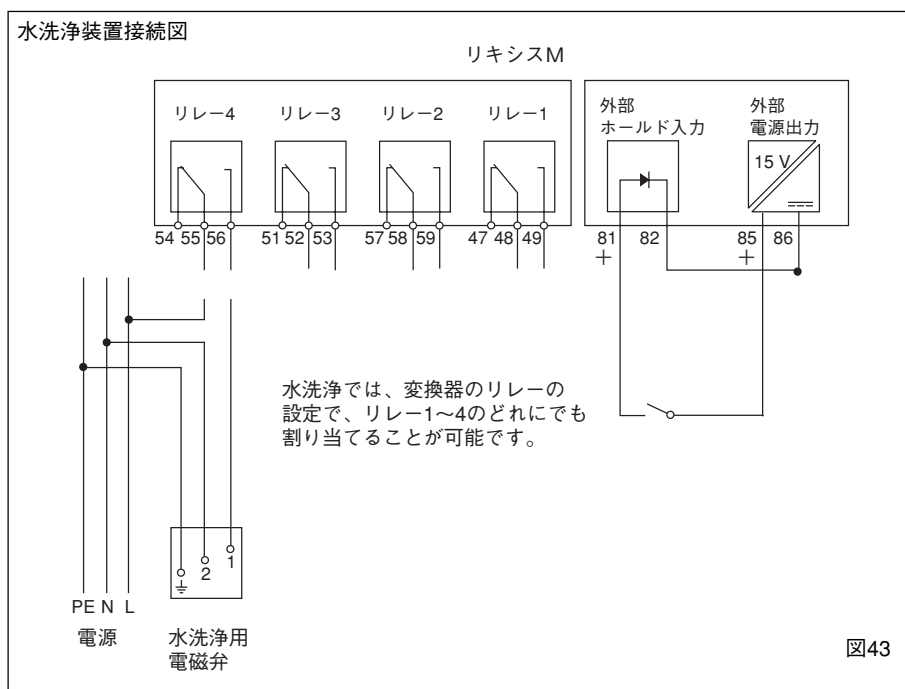 水洗浄装置接続図
リキシスM
リレー4 リレー3 リレー2 リレー1
外部
ホールド入力
外部
電源出力
15 V
54 55 56 51 52 53 57 58 59 47 48 49 81 82 85 86
+ +
水洗浄では、変換器のリレーの
設定で、リレー1〜4のどれにでも
割り当てることが可能です。
2 1
PE N L
電源
水洗浄用
電磁弁
図43